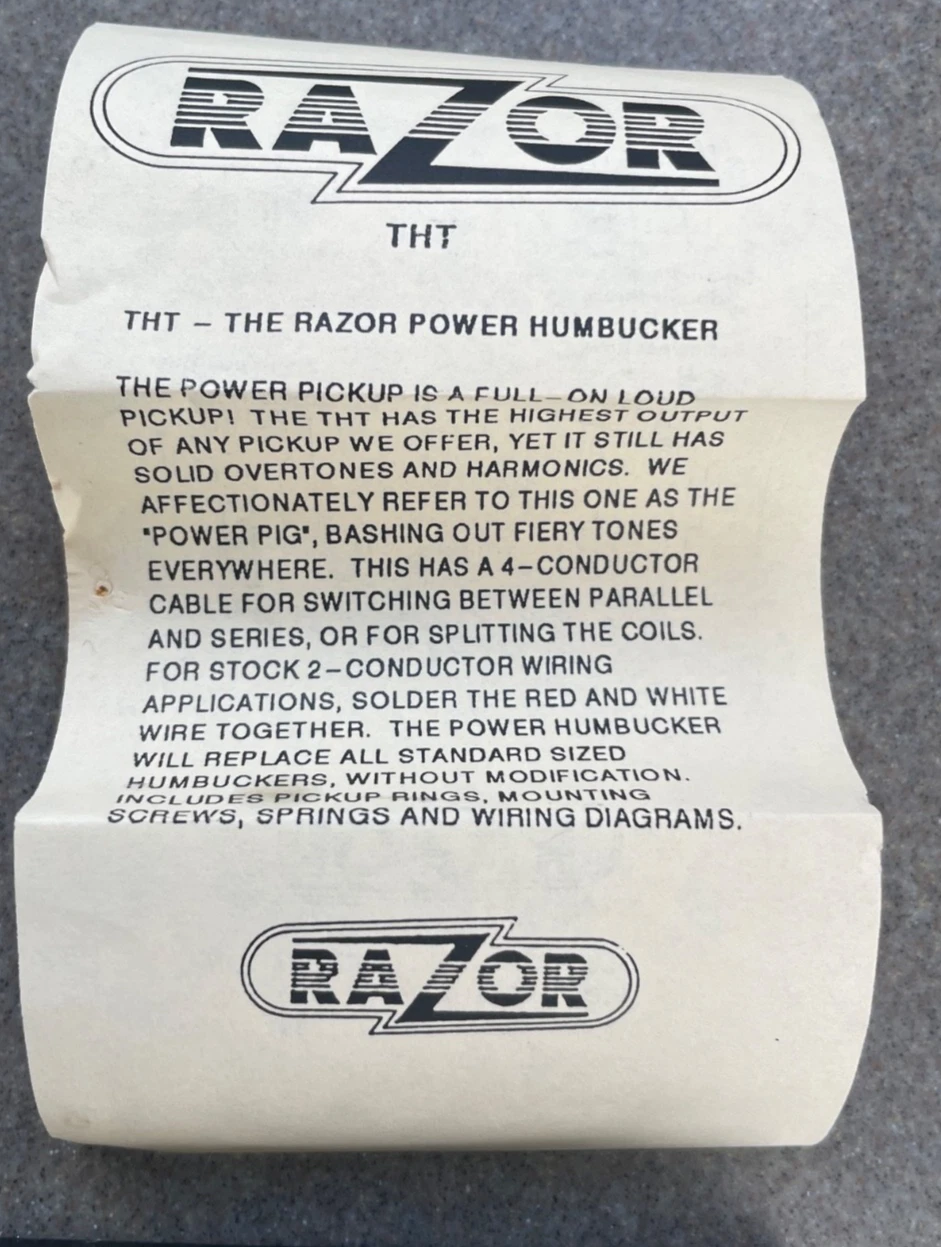 RAZOR
THT
THT – THE RAZOR POWER HUMBUCKER
THE POWER PICKUP IS A FULL–ON LOUD
PICKUP! THE THT HAS THE HIGHEST OUTPUT
OF ANY PICKUP WE OFFER, YET IT STILL HAS
SOLID OVERTONES AND HARMONICS. WE
AFFECTIONATELY REFER TO THIS ONE AS THE
"POWER PIG", BASHING OUT FIERY TONES
EVERYWHERE. THIS HAS A 4–CONDUCTOR
CABLE FOR SWITCHING BETWEEN PARALLEL
AND SERIES, OR FOR SPLITTING THE COILS.
FOR STOCK 2–CONDUCTOR WIRING
APPLICATIONS, SOLDER THE RED AND WHITE
WIRE TOGETHER. THE POWER HUMBUCKER
WILL REPLACE ALL STANDARD SIZED
HUMBUCKERS, WITHOUT MODIFICATION.
INCLUDES PICKUP RINGS, MOUNTING
SCREWS, SPRINGS AND WIRING DIAGRAMS.
RAZOR